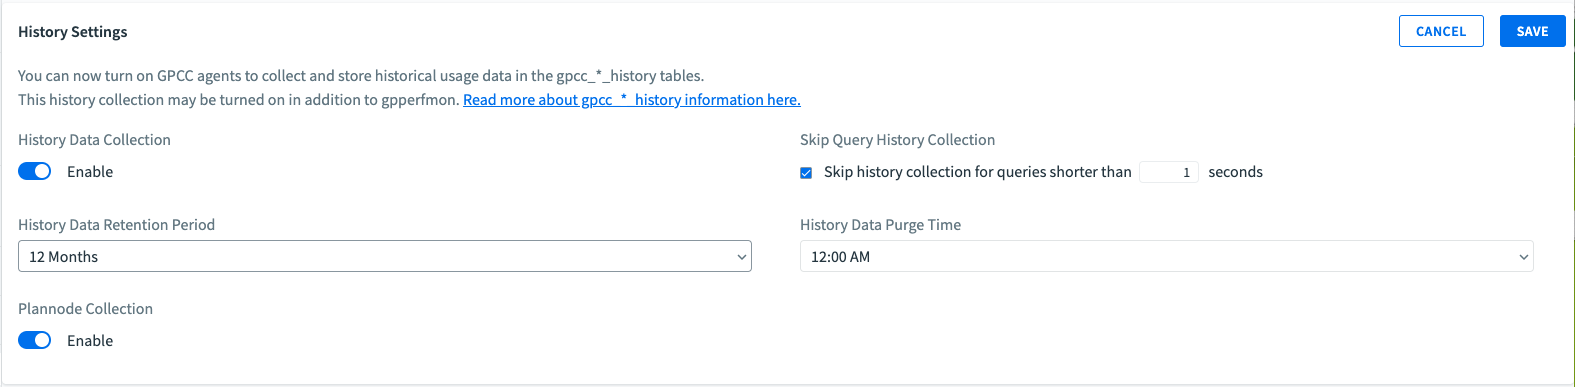 History Settings
CANCEL
SAVE
You can now turn on GPCC agents to collect and store historical usage data in the gpcc_*_history tables.
This history collection may be turned on in addition to gpperfmon. Read more about gpcc_*_history information here.
History Data Collection
Enable
Skip Query History Collection
Skip history collection for queries shorter than 1 seconds
History Data Retention Period
12 Months
History Data Purge Time
12:00 AM
Plannode Collection
Enable